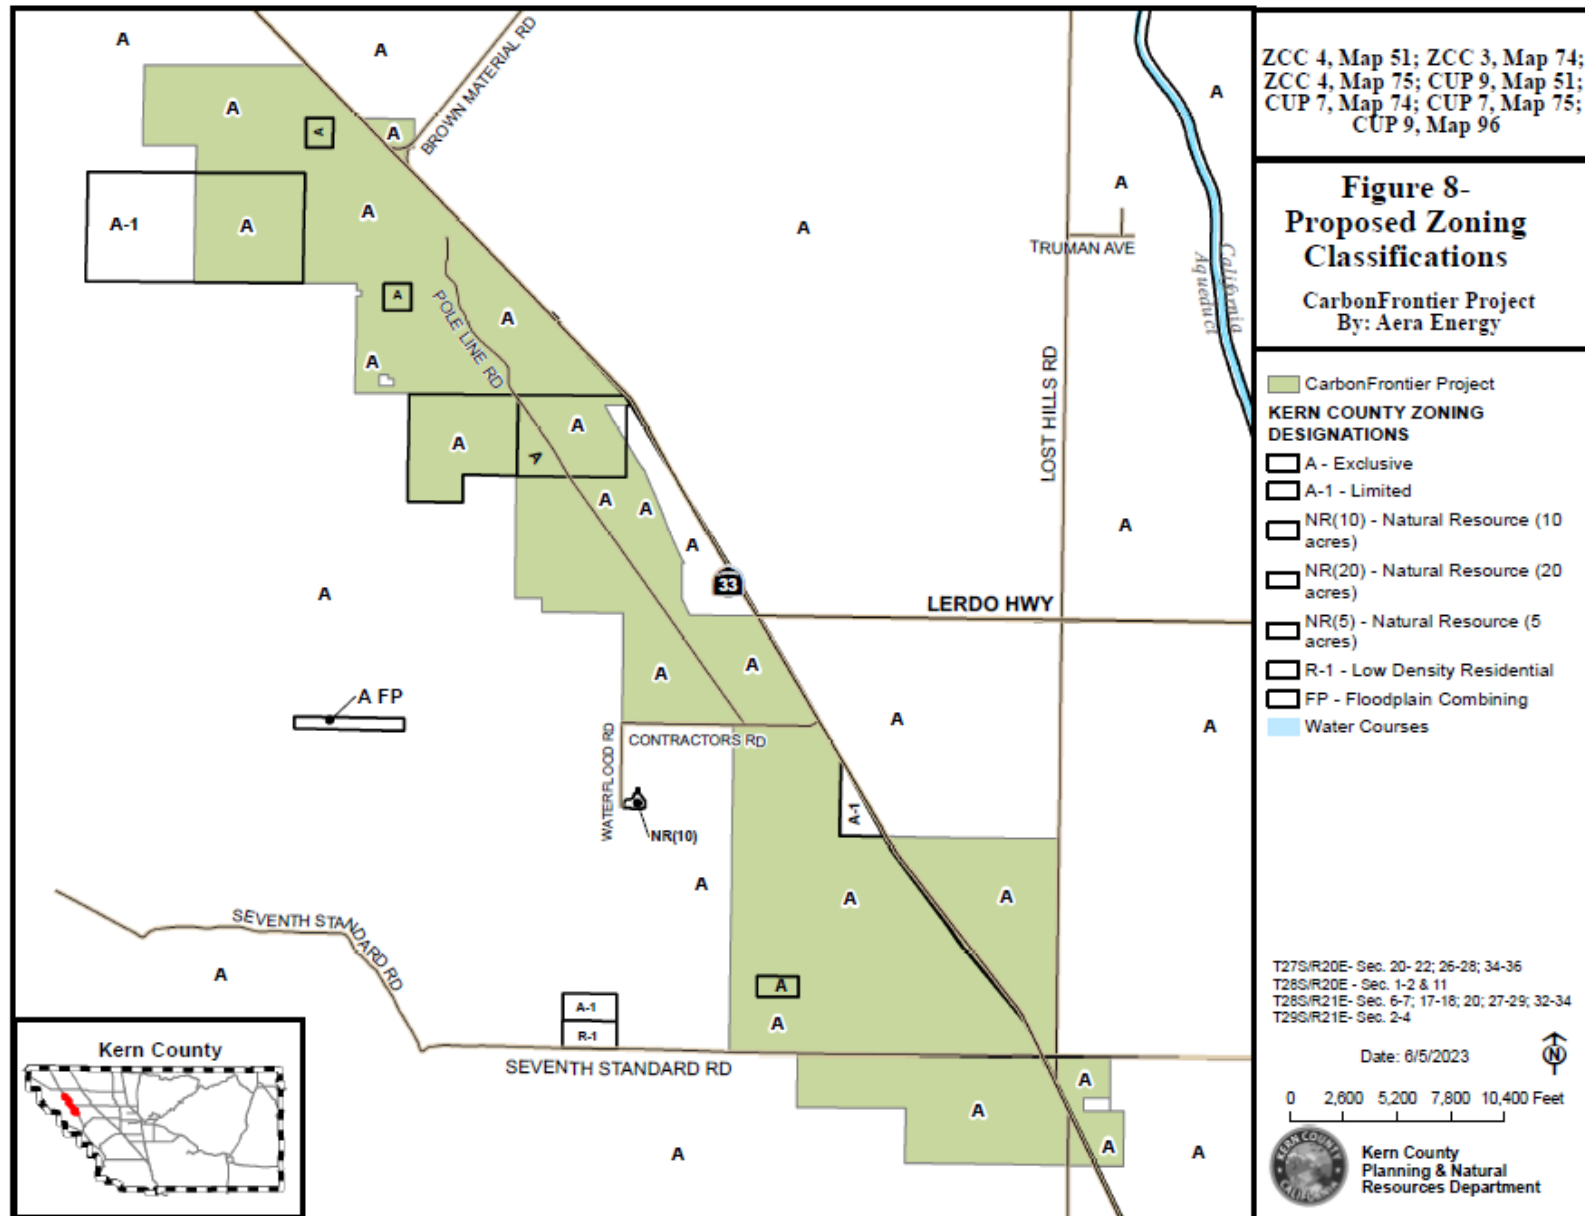 A
A
BROWN MATERIAL RD
A
A
A
A
A
A
A
A-1
A
A
A
TRUMAN AVE
California
Aqueduct
A
A
POLE LINE RD
A
LOST HILLS RD
A
A
A
A
A
A
A
A
33
A
LERDO HWY
A
A
A FP
A
A
CONTRACTORS RD
WATERFLOOD RD
A-1
NR(10)
A
A
A
SEVENTH STANDARD RD
A
A
A-1
A
R-1
SEVENTH STANDARD RD
A
A
A
A
A
Kern County
ZCC 4, Map 51; ZCC 3, Map 74;
ZCC 4, Map 75; CUP 9, Map 51;
CUP 7, Map 74; CUP 7, Map 75;
CUP 9, Map 96
Figure 8-
Proposed Zoning
Classifications
CarbonFrontier Project
By: Aera Energy
CarbonFrontier Project
KERN COUNTY ZONING
DESIGNATIONS
A - Exclusive
A-1 - Limited
NR(10) - Natural Resource (10
acres)
NR(20) - Natural Resource (20
acres)
NR(5) - Natural Resource (5
acres)
R-1 - Low Density Residential
FP - Floodplain Combining
Water Courses
T27S/R20E- Sec. 20- 22; 26-28; 34-36
T28S/R20E - Sec. 1-2 & 11
T28S/R21E- Sec. 6-7; 17-18; 20; 27-29; 32-34
T29S/R21E- Sec. 2-4
Date: 6/5/2023
N
0 2,600 5,200 7,800 10,400 Feet
KERN COUNTY
CALIFORNIA
Kern County
Planning & Natural
Resources Department